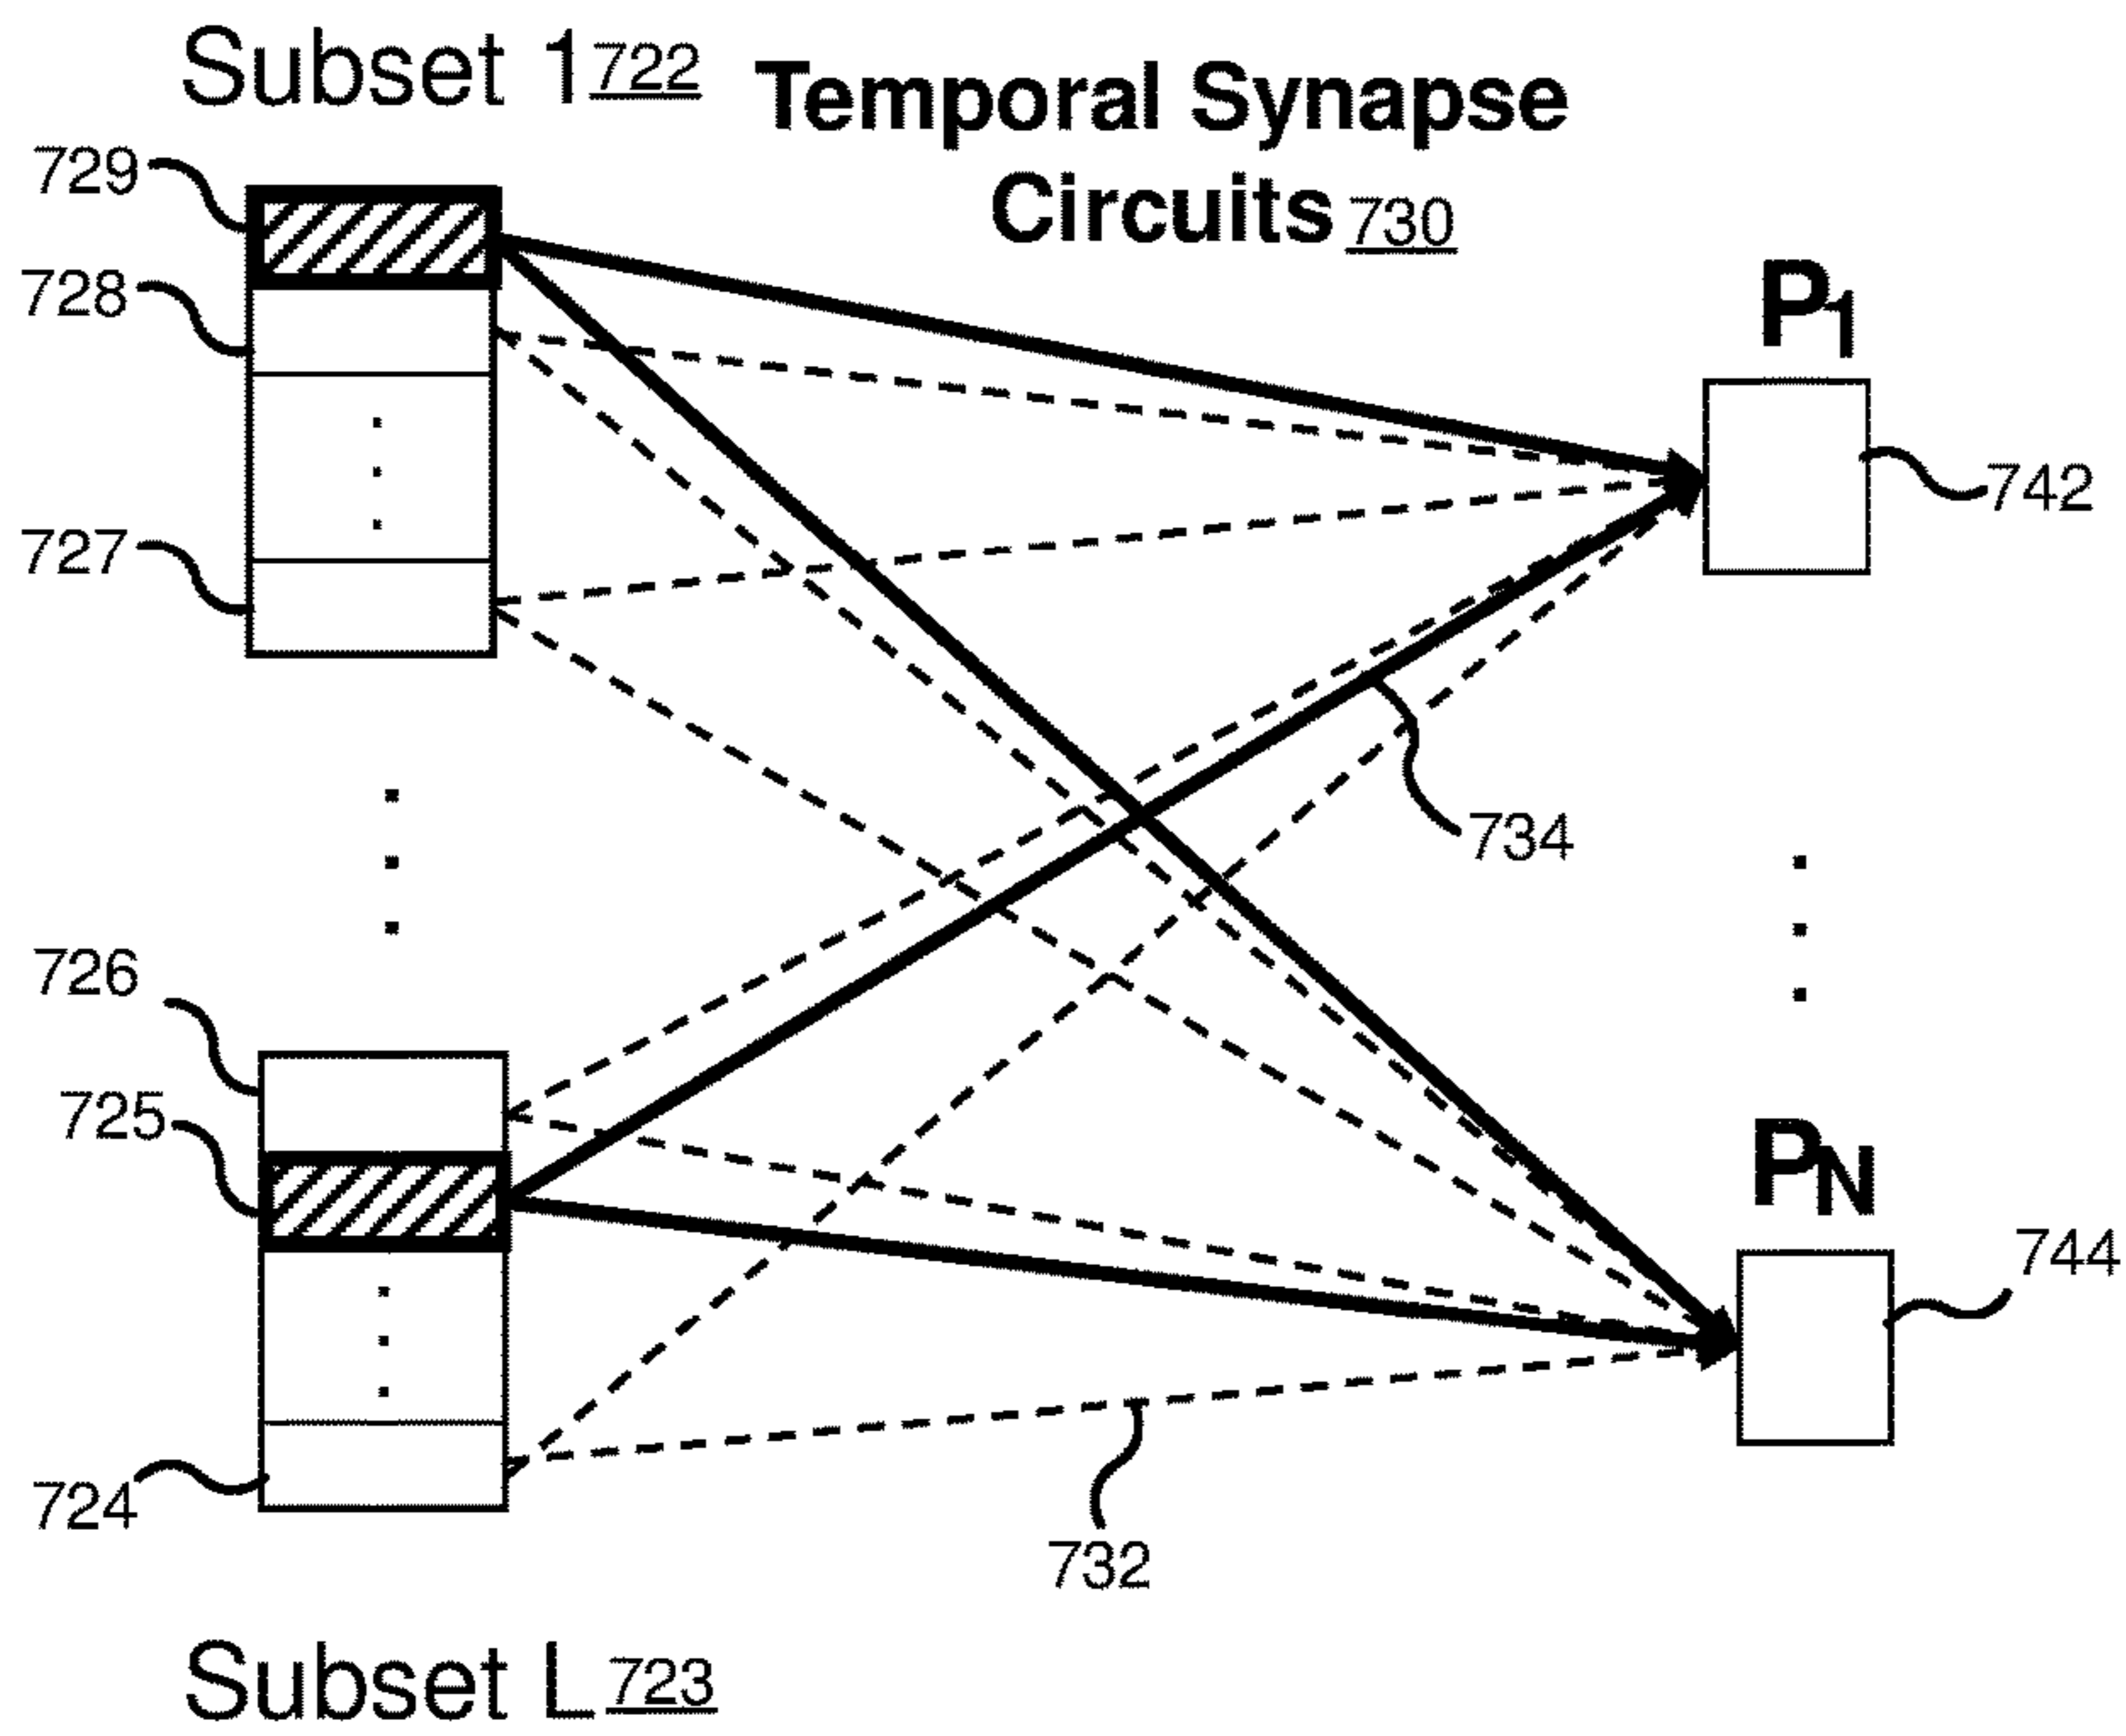 Subset 1 722
Temporal Synapse
Circuits 730
729
728
727
P1
742
734
726
725
724
PN
744
732
Subset L 723